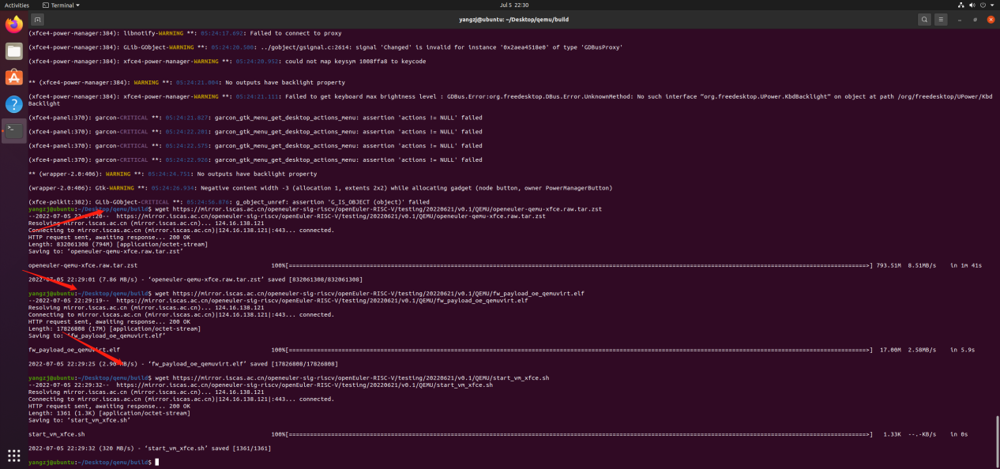 Activities
Terminal
Jul 5 22:30
yangzj@ubuntu: ~/Desktop/qemu/build
(xfce4-power-manager:384): libnotify-WARNING **: 05:24:17.692: Failed to connect to proxy
(xfce4-power-manager:384): GLib-GObject-WARNING **: 05:24:20.500: ../gobject/gsignal.c:2614: signal 'Changed' is invalid for instance '0x2aea4518e0' of type 'GDBusProxy'
(xfce4-power-manager:384): xfce4-power-manager-WARNING **: 05:24:20.952: could not map keysym 1008ffa8 to keycode
** (xfce4-power-manager:384): WARNING **: 05:24:21.004: No outputs have backlight property
(xfce4-power-manager:384): xfce4-power-manager-WARNING **: 05:24:21.111: Failed to get keyboard max brightness level : GDBus.Error:org.freedesktop.DBus.Error.UnknownMethod: No such interface “org.freedesktop.UPower.KbdBacklight” on object at path /org/freedesktop/UPower/Kbd
Backlight
(xfce4-panel:370): garcon-CRITICAL **: 05:24:21.827: garcon_gtk_menu_get_desktop_actions_menu: assertion 'actions != NULL' failed
(xfce4-panel:370): garcon-CRITICAL **: 05:24:22.201: garcon_gtk_menu_get_desktop_actions_menu: assertion 'actions != NULL' failed
(xfce4-panel:370): garcon-CRITICAL **: 05:24:22.575: garcon_gtk_menu_get_desktop_actions_menu: assertion 'actions != NULL' failed
(xfce4-panel:370): garcon-CRITICAL **: 05:24:22.926: garcon_gtk_menu_get_desktop_actions_menu: assertion 'actions != NULL' failed
** (wrapper-2.0:406): WARNING **: 05:24:24.751: No outputs have backlight property
(wrapper-2.0:406): Gtk-WARNING **: 05:24:26.934: Negative content width -3 (allocation 1, extents 2x2) while allocating gadget (node button, owner PowerManagerButton)
(xfce-polkit:382): GLib-GObject-CRITICAL **: 05:24:56.876: g_object_unref: assertion 'G_IS_OBJECT (object)' failed
yangzj@ubuntu:~/Desktop/qemu/build$ wget https://mirror.iscas.ac.cn/openeuler-sig-riscv/openEuler-RISC-V/testing/20220621/v0.1/QEMU/openeuler-qemu-xfce.raw.tar.zst
--2022-07-05 22:27:20-- https://mirror.iscas.ac.cn/openeuler-sig-riscv/openEuler-RISC-V/testing/20220621/v0.1/QEMU/openeuler-qemu-xfce.raw.tar.zst
Resolving mirror.iscas.ac.cn (mirror.iscas.ac.cn)... 124.16.138.121
Connecting to mirror.iscas.ac.cn (mirror.iscas.ac.cn)|124.16.138.121|:443... connected.
HTTP request sent, awaiting response... 200 OK
Length: 832061308 (794M) [application/octet-stream]
Saving to: ‘openeuler-qemu-xfce.raw.tar.zst’
openeuler-qemu-xfce.raw.tar.zst 100%[=====================>] 793.51M 8.51MB/s in 1m 41s
2022-07-05 22:29:01 (7.86 MB/s) - ‘openeuler-qemu-xfce.raw.tar.zst’ saved [832061308/832061308]
yangzj@ubuntu:~/Desktop/qemu/build$ wget https://mirror.iscas.ac.cn/openeuler-sig-riscv/openEuler-RISC-V/testing/20220621/v0.1/QEMU/fw_payload_oe_qemuvirt.elf
--2022-07-05 22:29:19-- https://mirror.iscas.ac.cn/openeuler-sig-riscv/openEuler-RISC-V/testing/20220621/v0.1/QEMU/fw_payload_oe_qemuvirt.elf
Resolving mirror.iscas.ac.cn (mirror.iscas.ac.cn)... 124.16.138.121
Connecting to mirror.iscas.ac.cn (mirror.iscas.ac.cn)|124.16.138.121|:443... connected.
HTTP request sent, awaiting response... 200 OK
Length: 17826808 (17M) [application/octet-stream]
Saving to: ‘fw_payload_oe_qemuvirt.elf’
fw_payload_oe_qemuvirt.elf 100%[=====================>] 17.00M 2.58MB/s in 5.9s
2022-07-05 22:29:25 (2.90 MB/s) - ‘fw_payload_oe_qemuvirt.elf’ saved [17826808/17826808]
yangzj@ubuntu:~/Desktop/qemu/build$ wget https://mirror.iscas.ac.cn/openeuler-sig-riscv/openEuler-RISC-V/testing/20220621/v0.1/QEMU/start_vm_xfce.sh
--2022-07-05 22:29:32-- https://mirror.iscas.ac.cn/openeuler-sig-riscv/openEuler-RISC-V/testing/20220621/v0.1/QEMU/start_vm_xfce.sh
Resolving mirror.iscas.ac.cn (mirror.iscas.ac.cn)... 124.16.138.121
Connecting to mirror.iscas.ac.cn (mirror.iscas.ac.cn)|124.16.138.121|:443... connected.
HTTP request sent, awaiting response... 200 OK
Length: 1361 (1.3K) [application/octet-stream]
Saving to: ‘start_vm_xfce.sh’
start_vm_xfce.sh 100%[=====================>] 1.33K --.-KB/s in 0s
2022-07-05 22:29:32 (320 MB/s) - ‘start_vm_xfce.sh’ saved [1361/1361]
yangzj@ubuntu:~/Desktop/qemu/build$